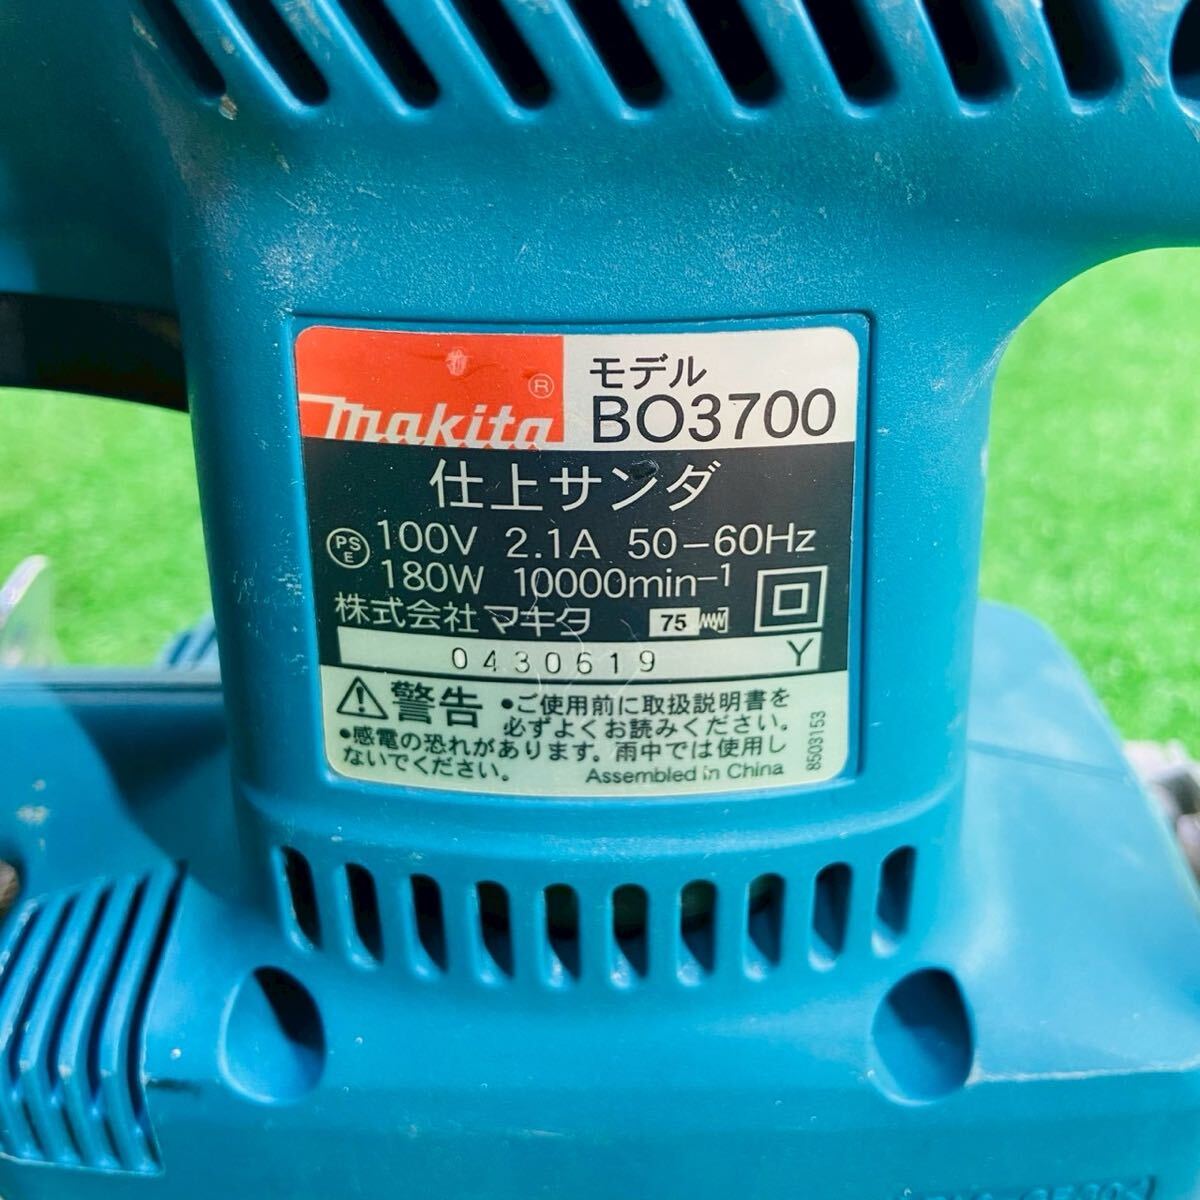 makita®
モデル
BO3700
仕上サンダ
PSE 100V 2.1A 50-60Hz
180W 10000min⁻¹
株式会社マキタ 75
0430619 Y
⚠警告 •ご使用前に取扱説明書を
必ずよくお読みください。
•感電の恐れがあります。雨中では使用し
ないでください。
Assembled in China
8503153